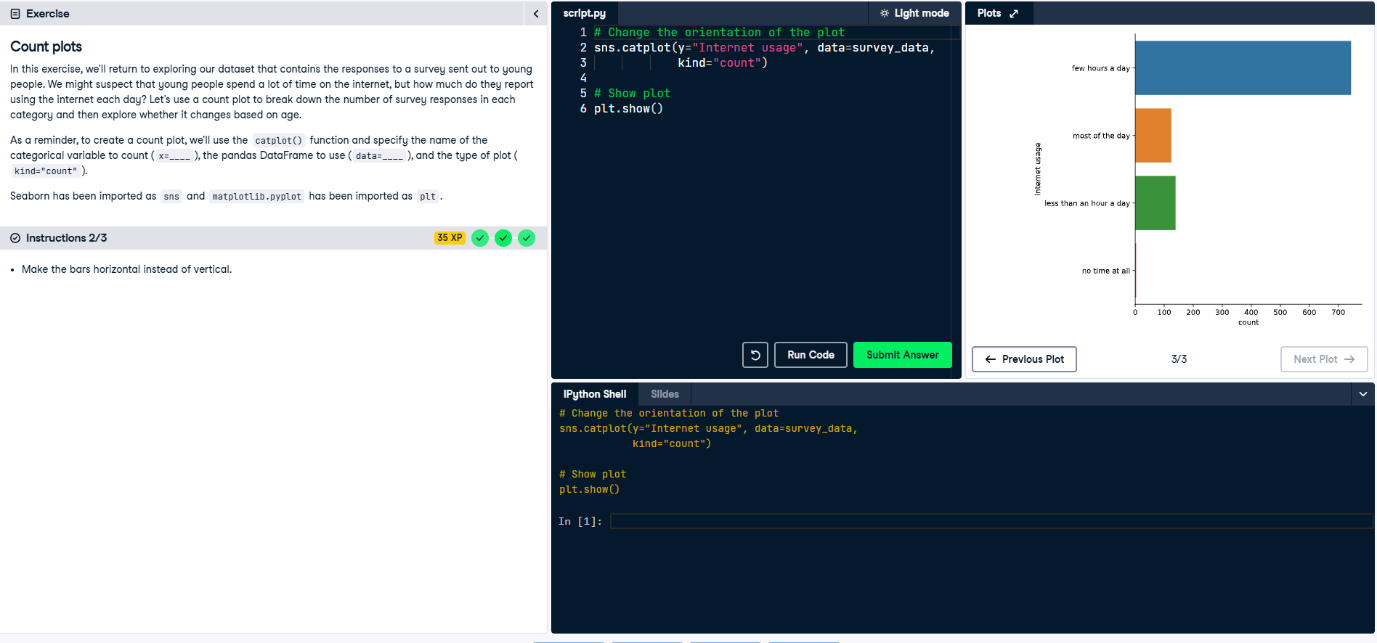 Exercise
Count plots
In this exercise, we'll return to exploring our dataset that contains the responses to a survey sent out to young
people. We might suspect that young people spend a lot of time on the internet, but how much do they report
using the internet each day? Let's use a count plot to break down the number of survey responses in each
category and then explore whether it changes based on age.
As a reminder, to create a count plot, we'll use the catplot() function and specify the name of the
categorical variable to count ( x=____ ), the pandas DataFrame to use ( data=____ ), and the type of plot (
kind="count" ).
Seaborn has been imported as sns and matplotlib.pyplot has been imported as plt .
Instructions 2/3
35 XP
• Make the bars horizontal instead of vertical.
script.py
Light mode
1 # Change the orientation of the plot
2 sns.catplot(y="Internet usage", data=survey_data,
3 kind="count")
4
5 # Show plot
6 plt.show()
Run Code
Submit Answer
Plots
few hours a day
most of the day
less than an hour a day
no time at all
Internet usage
0 100 200 300 400 500 600 700
count
← Previous Plot
3/3
Next Plot →
IPython Shell
Slides
# Change the orientation of the plot
sns.catplot(y="Internet usage", data=survey_data,
kind="count")
# Show plot
plt.show()
In [1]: